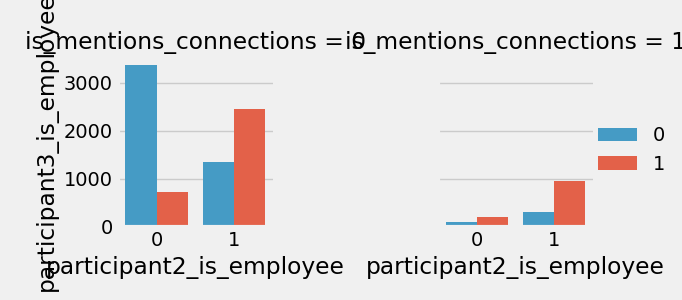 is_mentions_connections = 0
is_mentions_connections = 1
participant3_is_employee
3000
2000
1000
0
0
1
participant2_is_employee
0
1
participant2_is_employee
0
1